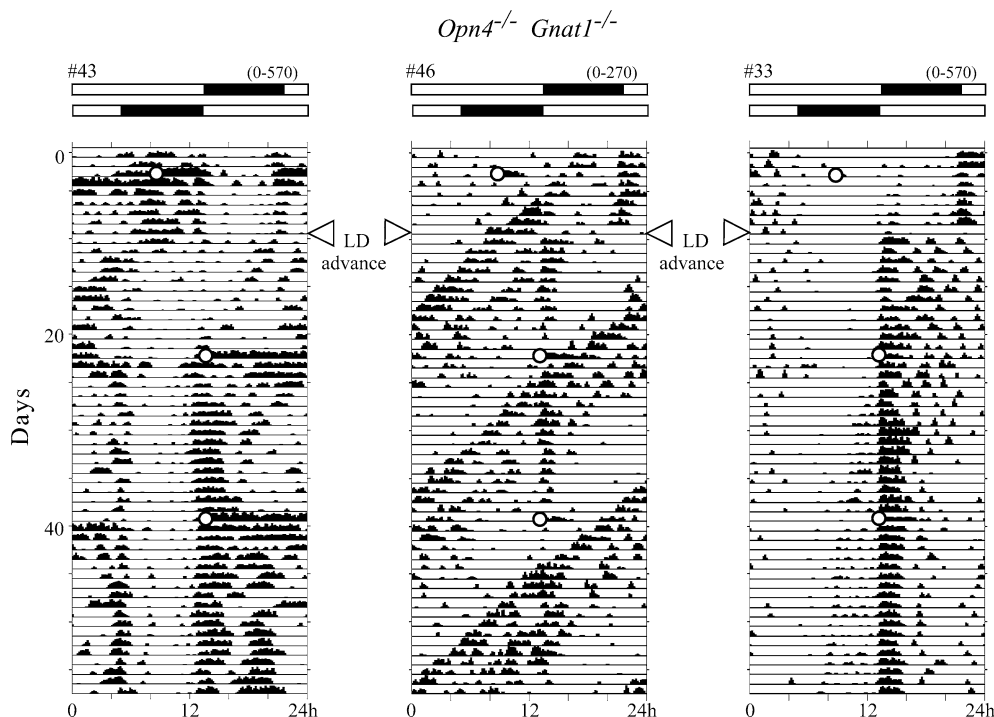 Opn4-/- Gnat1-/-
#43 (0-570) #46 (0-270) #33 (0-570)
0
LD advance LD advance
20
Days
40
0 12 24h 0 12 24h 0 12 24h